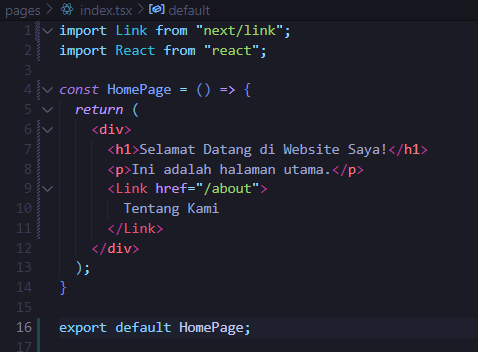 pages > index.tsx > default
1 import Link from "next/link";
2 import React from "react";
3
4 const HomePage = () => {
5 return (
6 <div>
7 <h1>Selamat Datang di Website Saya!</h1>
8 <p>Ini adalah halaman utama.</p>
9 <Link href="/about">
10 Tentang Kami
11 </Link>
12 </div>
13 );
14 }
15
16 export default HomePage;
17